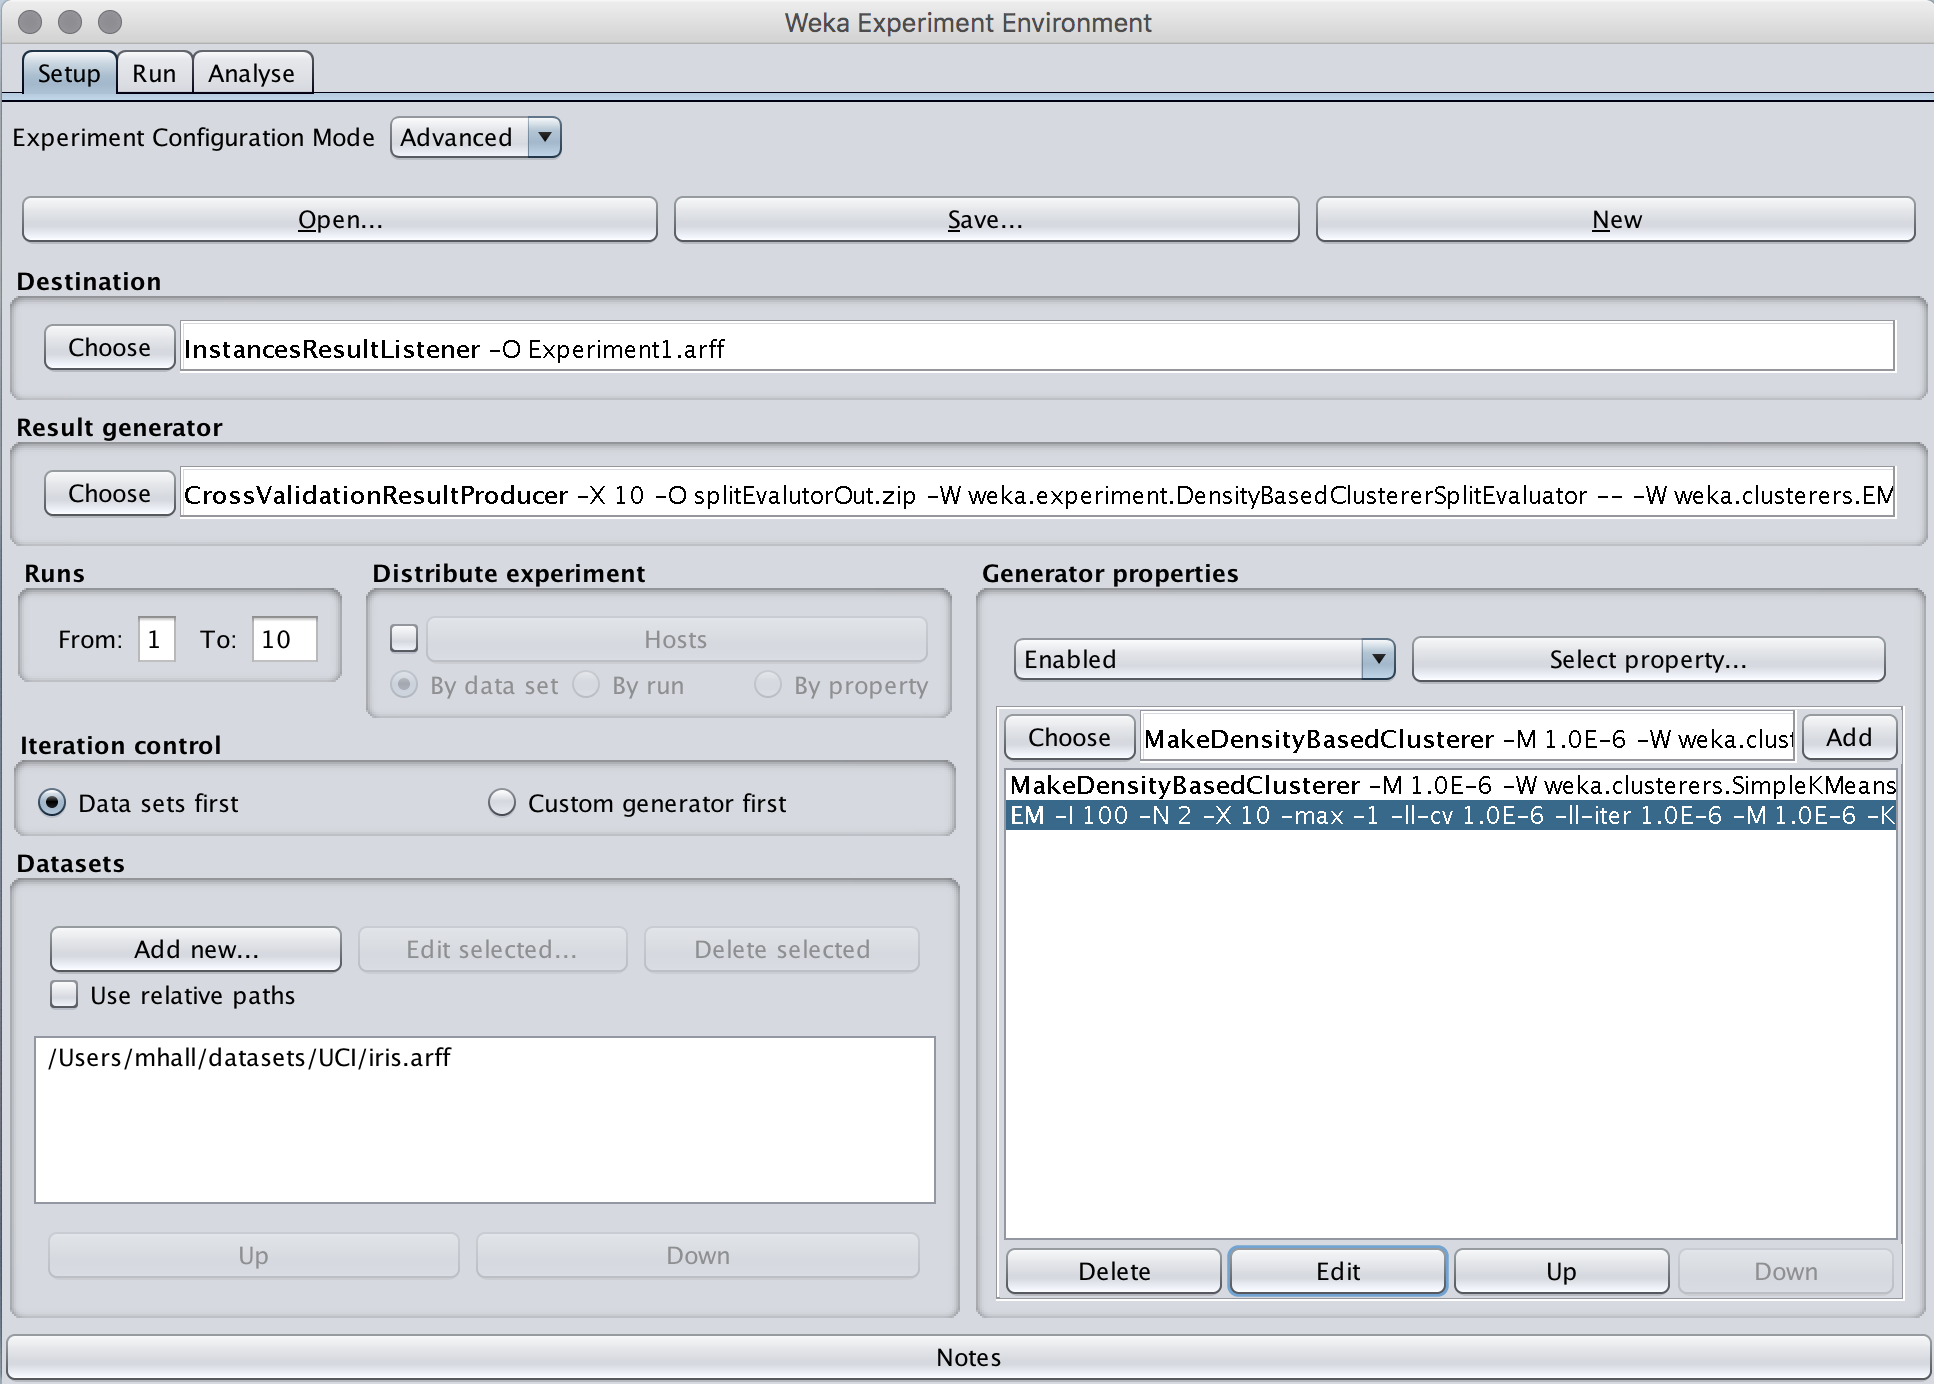 Weka Experiment Environment
Setup Run Analyse
Experiment Configuration Mode Advanced
Open... Save... New
Destination
Choose InstancesResultListener -O Experiment1.arff
Result generator
Choose CrossValidationResultProducer -X 10 -O splitEvalutorOut.zip -W weka.experiment.DensityBasedClustererSplitEvaluator -- -W weka.clusterers.EM
Runs
From: 1 To: 10
Distribute experiment
Hosts
By data set By run By property
Generator properties
Enabled Select property...
Choose MakeDensityBasedClusterer -M 1.0E-6 -W weka.clust Add
MakeDensityBasedClusterer -M 1.0E-6 -W weka.clusterers.SimpleKMeans
EM -I 100 -N 2 -X 10 -max -1 -ll-cv 1.0E-6 -ll-iter 1.0E-6 -M 1.0E-6 -K
Delete Edit Up Down
Iteration control
Data sets first Custom generator first
Datasets
Add new... Edit selected... Delete selected
Use relative paths
/Users/mhall/datasets/UCI/iris.arff
Up Down
Notes